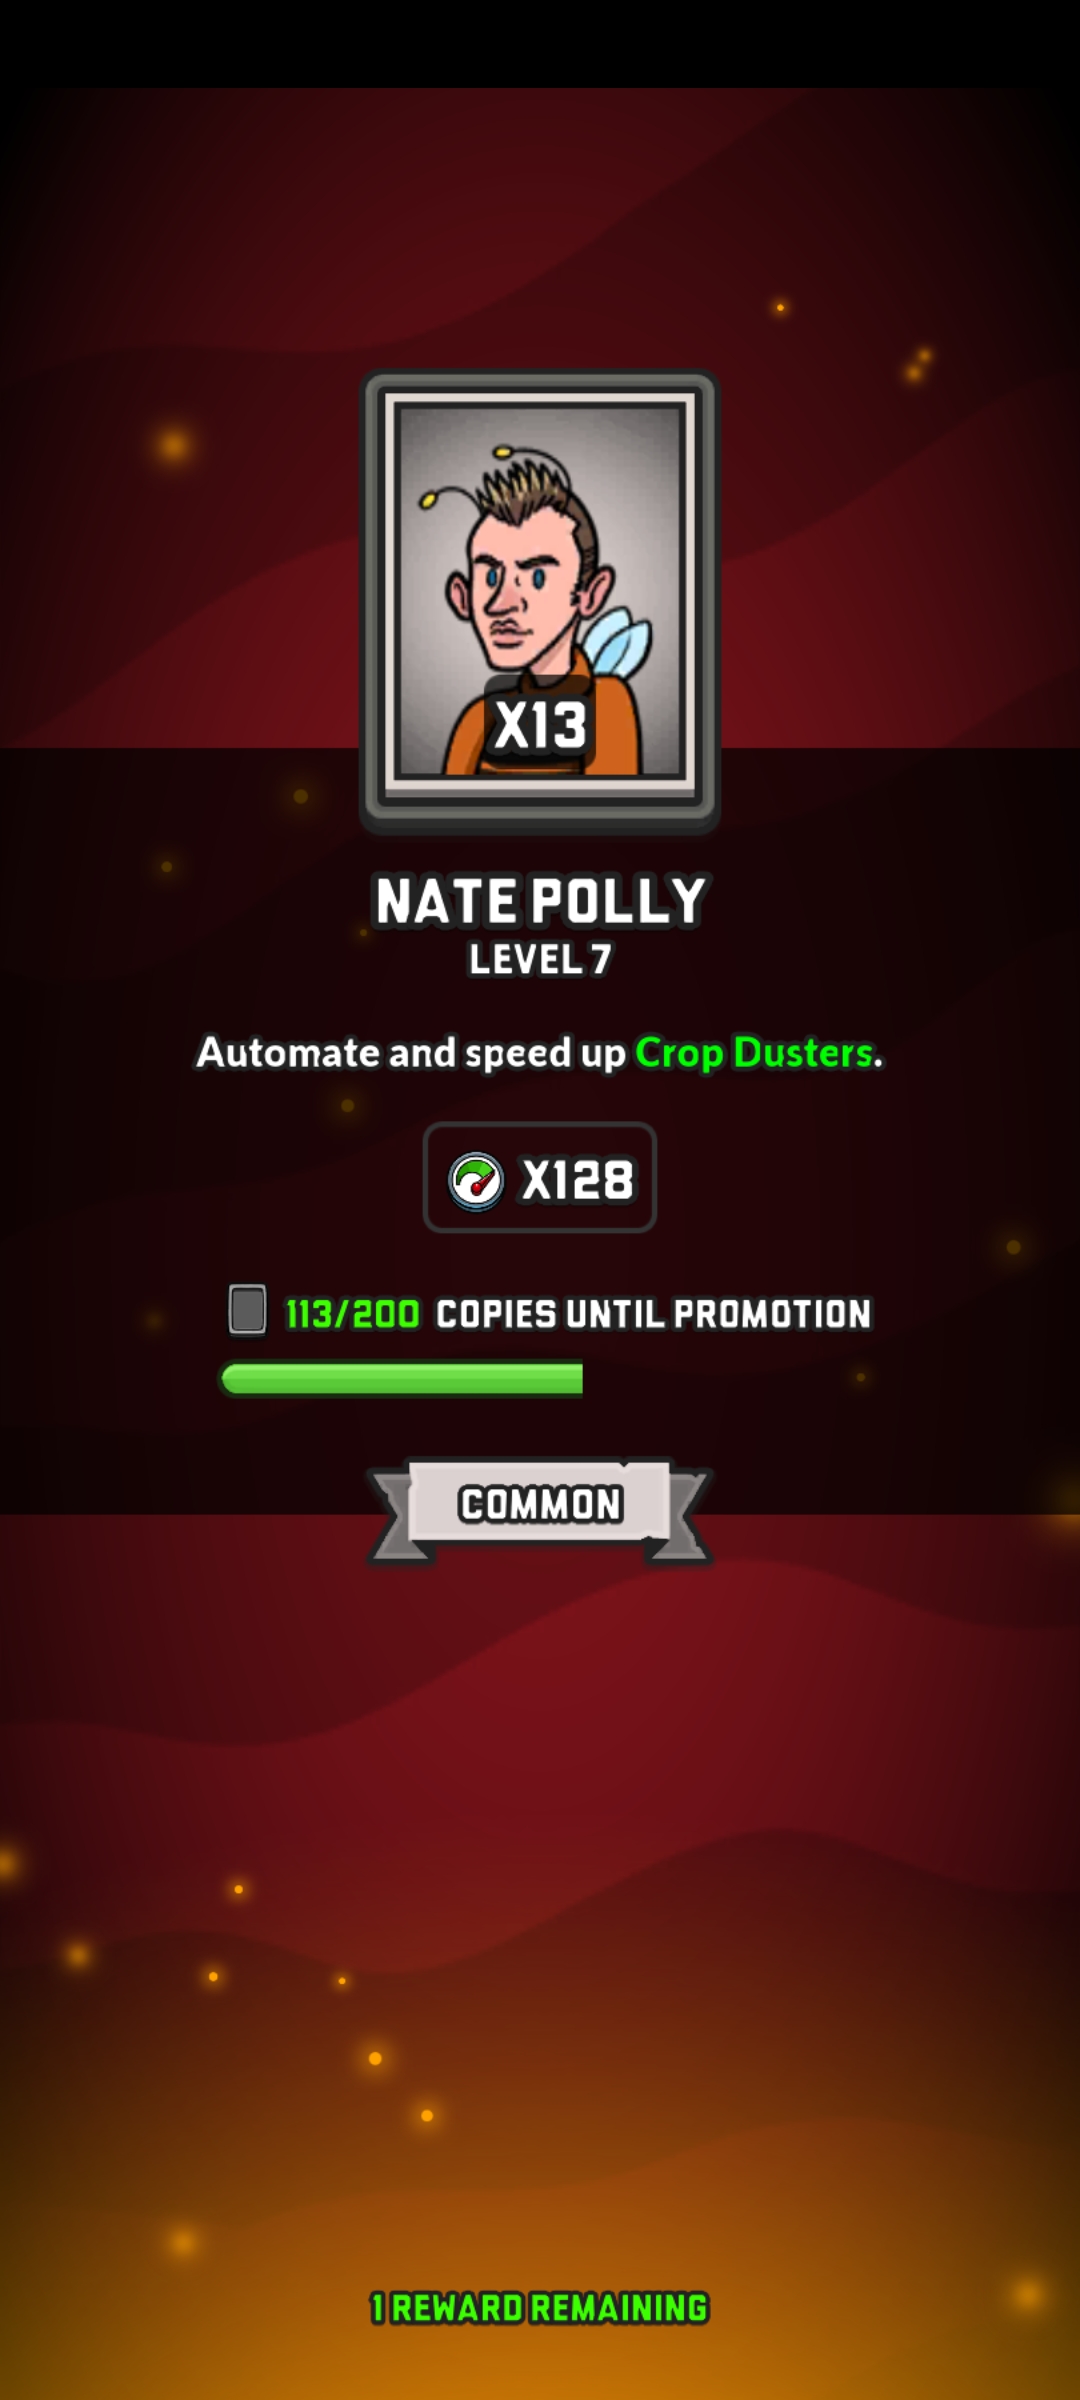 X13
NATE POLLY
LEVEL 7
Automate and speed up Crop Dusters.
X128
113/200 COPIES UNTIL PROMOTION
COMMON
1 REWARD REMAINING